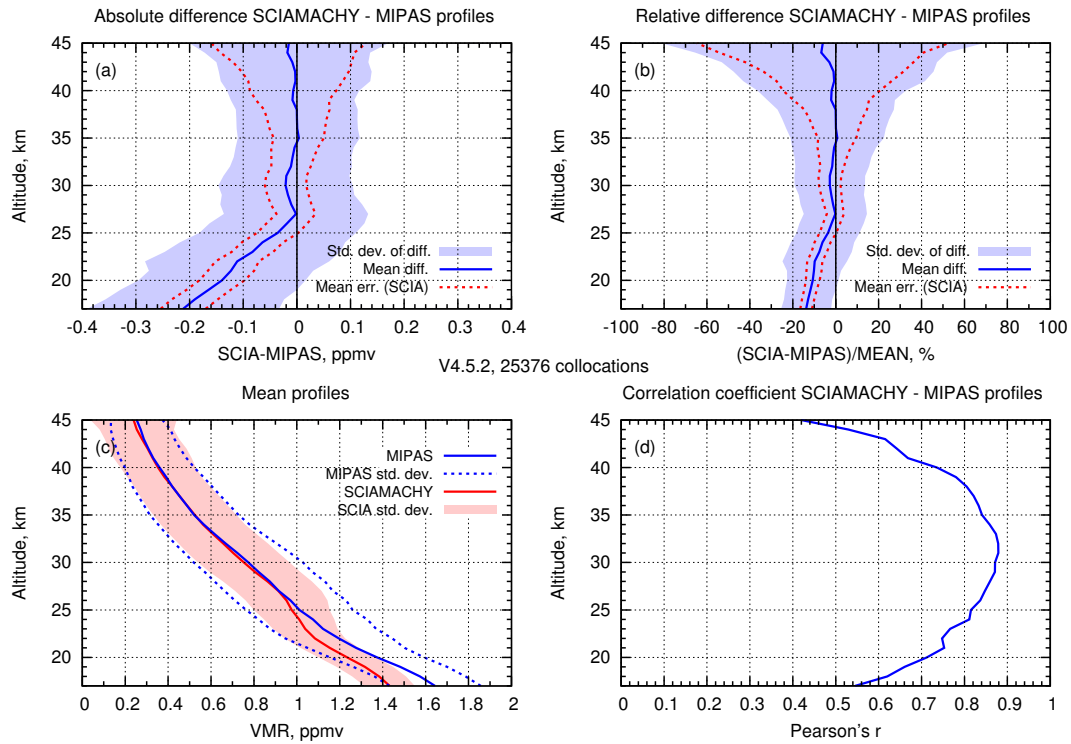 Absolute difference SCIAMACHY - MIPAS profiles
45
40
35
30
25
20
Altitude, km
(a)
Std. dev. of diff.
Mean diff.
Mean err. (SCIA)
-0.4 -0.3 -0.2 -0.1 0 0.1 0.2 0.3 0.4
SCIA-MIPAS, ppmv
Relative difference SCIAMACHY - MIPAS profiles
45
40
35
30
25
20
Altitude, km
(b)
Std. dev. of diff.
Mean diff.
Mean err. (SCIA)
-100 -80 -60 -40 -20 0 20 40 60 80 100
(SCIA-MIPAS)/MEAN, %
V4.5.2, 25376 collocations
Mean profiles
45
40
35
30
25
20
Altitude, km
(c)
MIPAS
MIPAS std. dev.
SCIAMACHY
SCIA std. dev.
0 0.2 0.4 0.6 0.8 1 1.2 1.4 1.6 1.8 2
VMR, ppmv
Correlation coefficient SCIAMACHY - MIPAS profiles
45
40
35
30
25
20
Altitude, km
(d)
0 0.1 0.2 0.3 0.4 0.5 0.6 0.7 0.8 0.9 1
Pearson's r